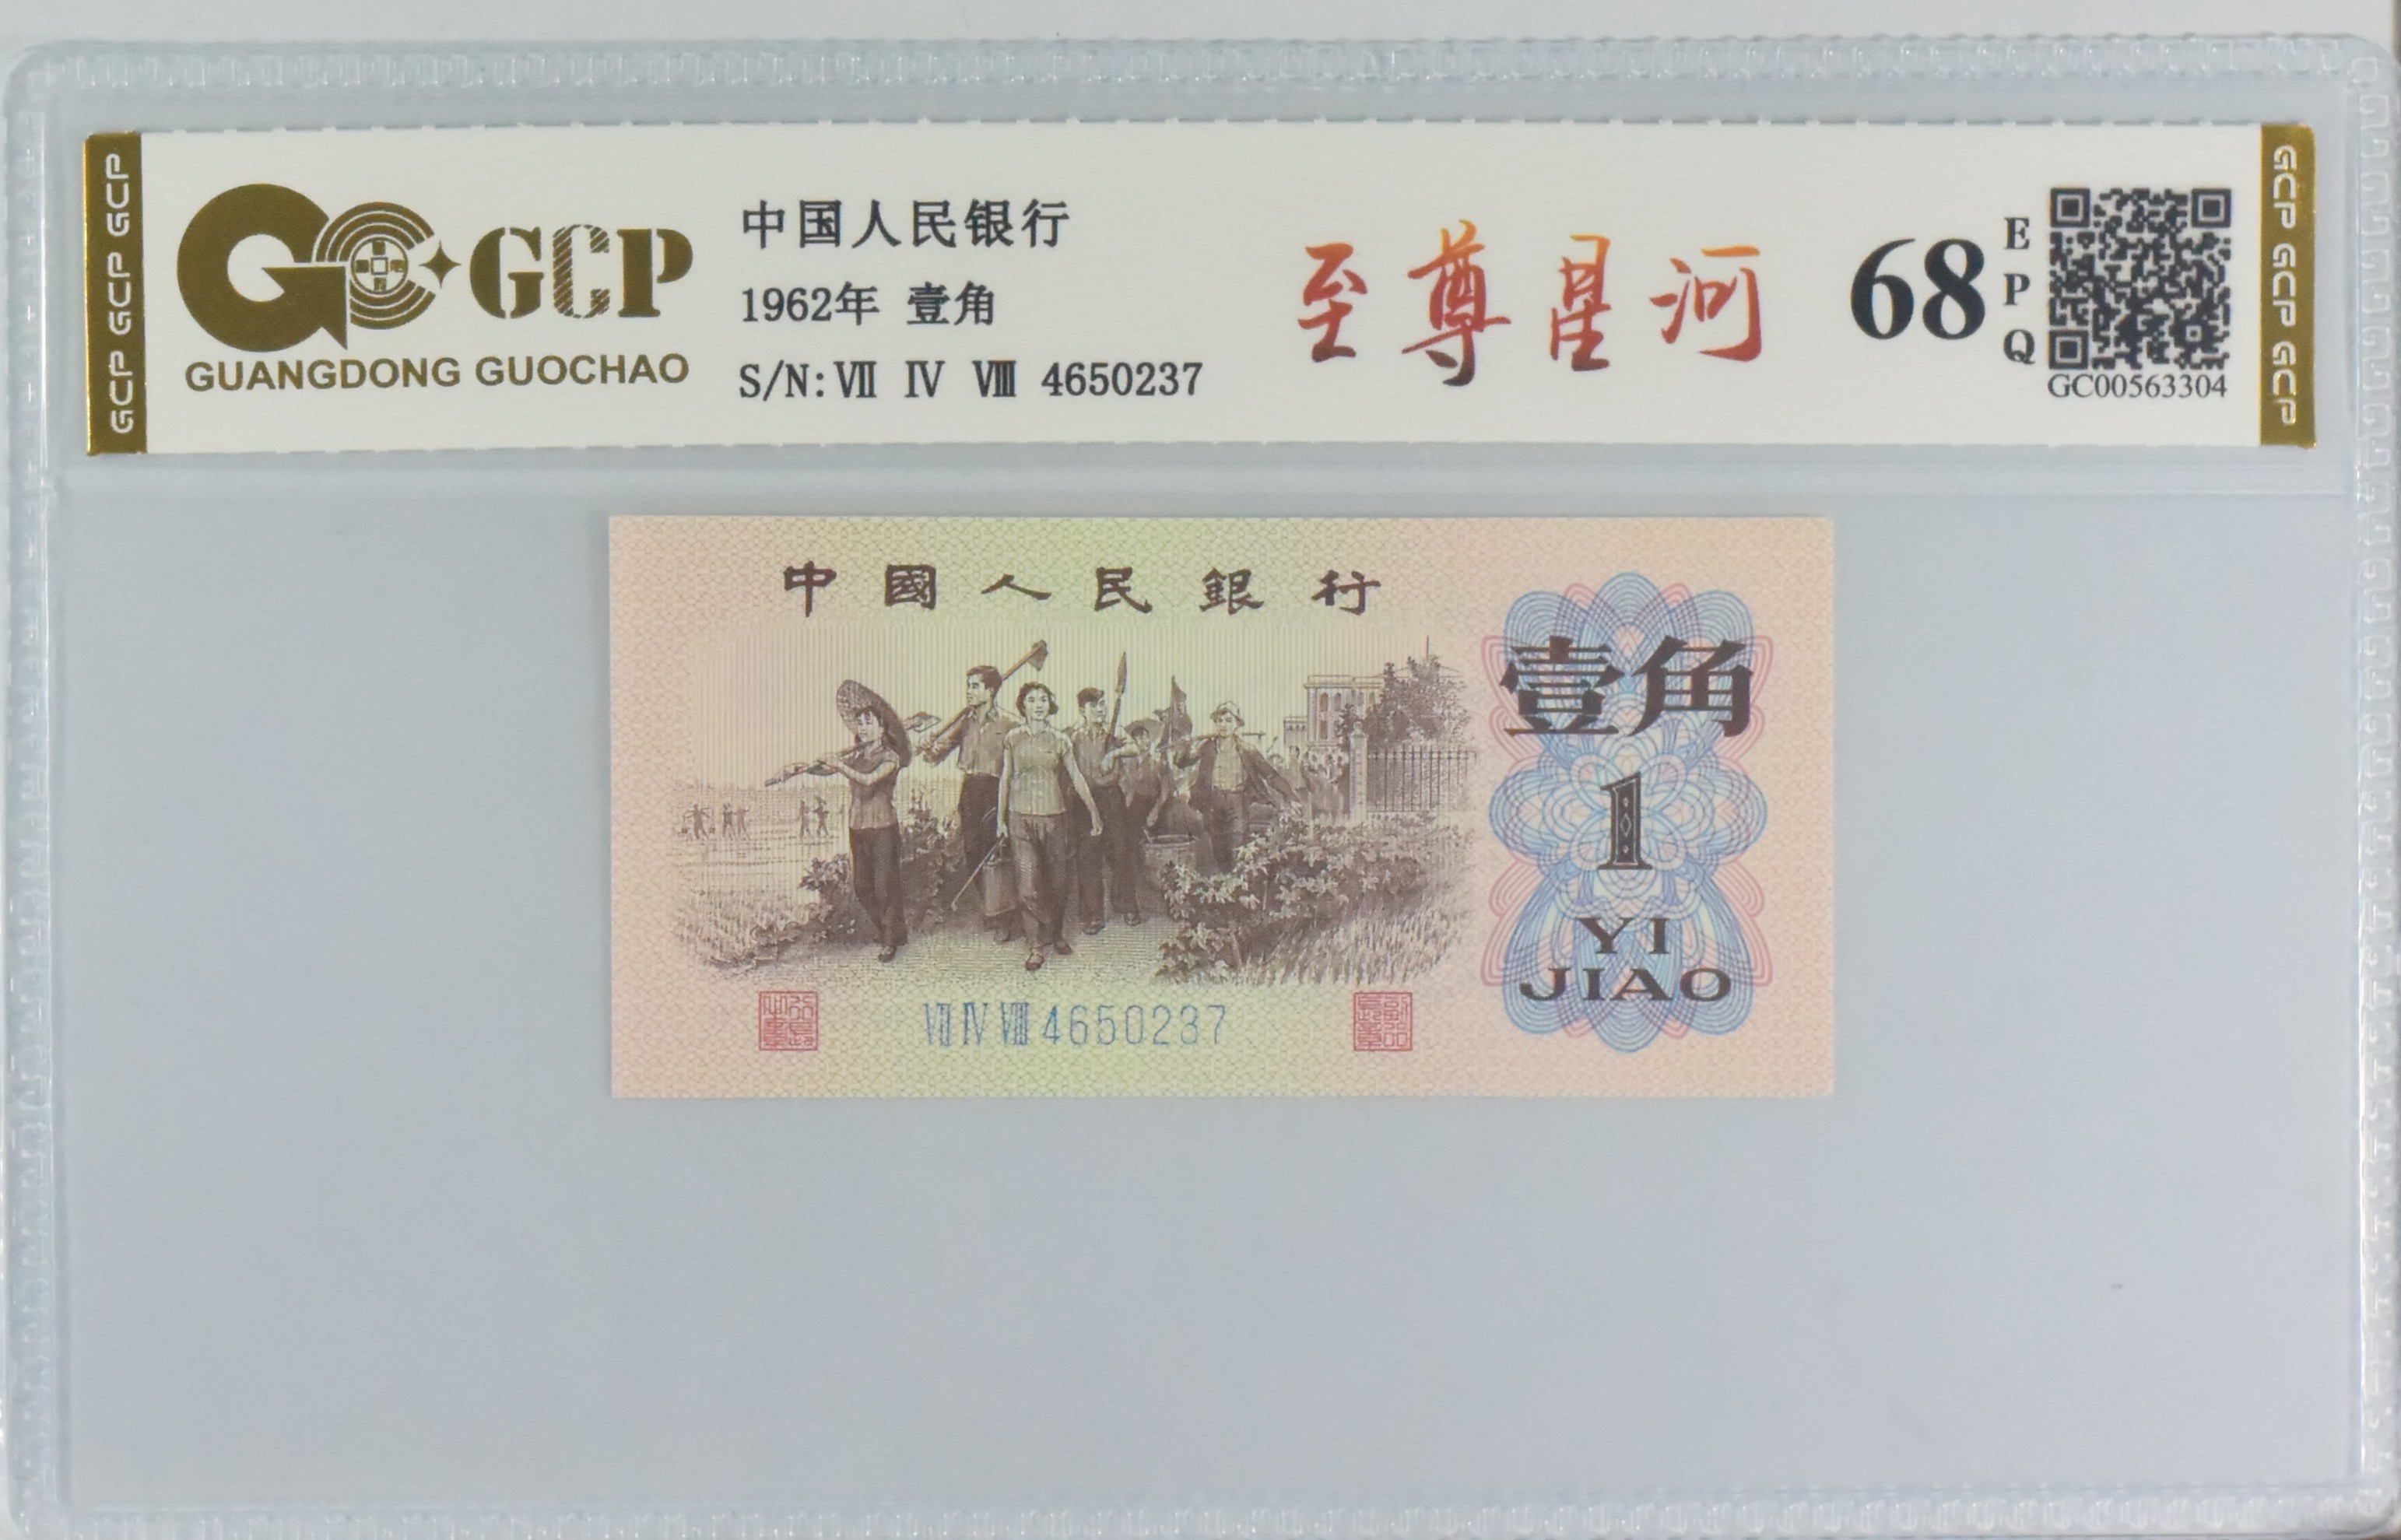 GCP GCP GCP
GCP
GUANGDONG GUOCHAO
中国人民银行
1962年 壹角
S/N: Ⅶ Ⅳ Ⅷ 4650237
至尊星河
68
EPQ
GC00563304
GCP GCP GCP
中國人民銀行
壹角
1
YI
JIAO
Ⅶ Ⅳ Ⅷ 4650237